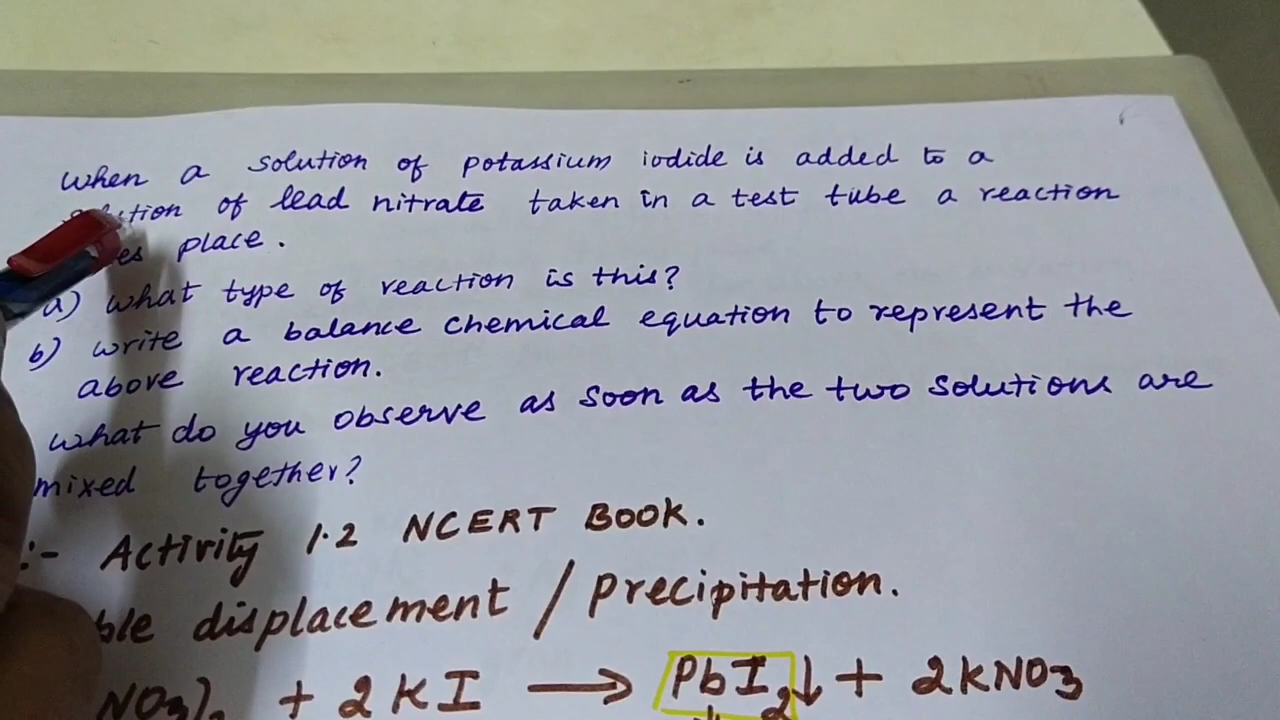 When a solution of potassium iodide is added to a
of lead nitrate taken in a test tube a reaction
place.
a) what type of reaction is this?
b) write a balance chemical equation to represent the
above reaction.
what do you observe as soon as the two solutions are
mixed together?
:- Activity 1.2 NCERT BOOK.
displacement / precipitation.
NO3)2 + 2KI → PbI2↓ + 2KNO3